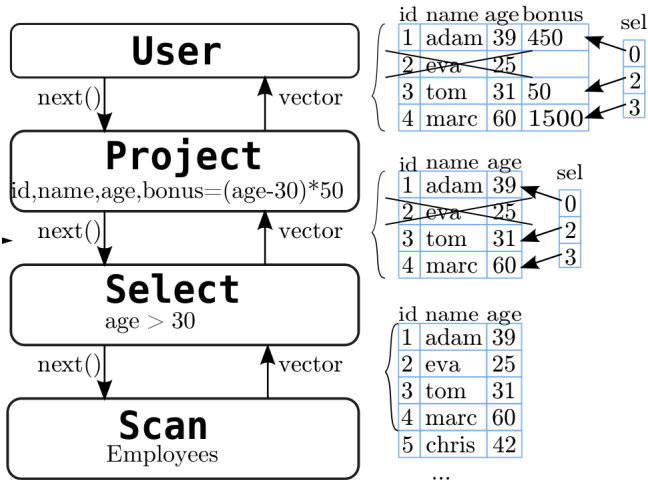 User
next() vector
Project
id,name,age,bonus=(age-30)*50
next() vector
Select
age > 30
next() vector
Scan
Employees
id name age bonus sel
1 adam 39 450 0
2 eva 25
3 tom 31 50 2
4 marc 60 1500 3
id name age sel
1 adam 39 0
2 eva 25
3 tom 31 2
4 marc 60 3
id name age
1 adam 39
2 eva 25
3 tom 31
4 marc 60
5 chris 42
...